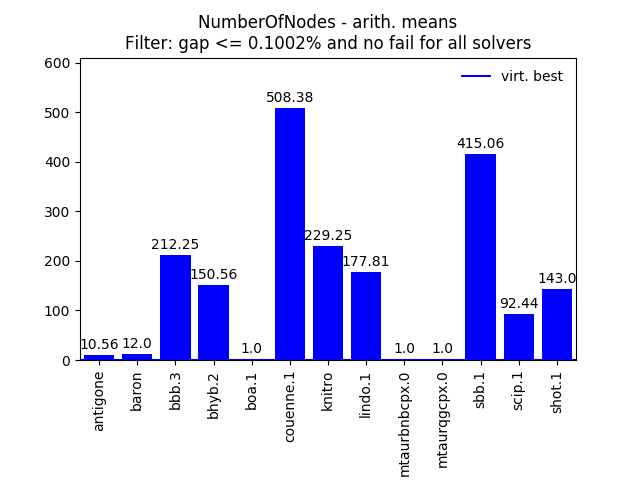 NumberOfNodes - arith. means
Filter: gap <= 0.1002% and no fail for all solvers
virt. best
600
500
400
300
200
100
0
10.56
12.0
212.25
150.56
1.0
508.38
229.25
177.81
1.0
1.0
415.06
92.44
143.0
antigone
baron
bbb.3
bhyb.2
boa.1
couenne.1
knitro
lindo.1
mtaurbnbcpx.0
mtaurqgcpx.0
sbb.1
scip.1
shot.1